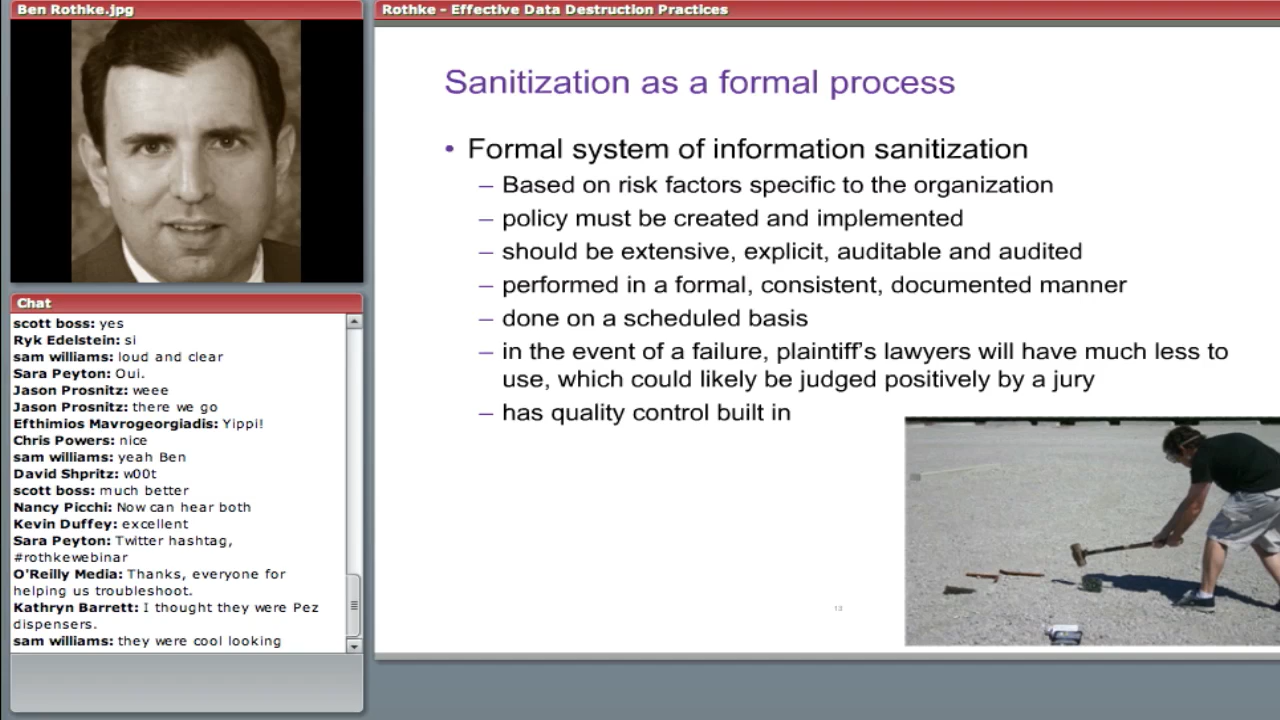 Ben Rothke.jpg
Chat
scott boss: yes
Ryk Edelstein: si
sam williams: loud and clear
Sara Peyton: Oui.
Jason Prosnitz: weee
Jason Prosnitz: there we go
Efthimios Mavrogeorgiadis: Yippi!
Chris Powers: nice
sam williams: yeah Ben
David Shpritz: w00t
scott boss: much better
Nancy Picchi: Now can hear both
Kevin Duffey: excellent
Sara Peyton: Twitter hashtag,
#rothkewebinar
O'Reilly Media: Thanks, everyone for
helping us troubleshoot.
Kathryn Barrett: I thought they were Pez
dispensers.
sam williams: they were cool looking
Rothke - Effective Data Destruction Practices
Sanitization as a formal process
• Formal system of information sanitization
– Based on risk factors specific to the organization
– policy must be created and implemented
– should be extensive, explicit, auditable and audited
– performed in a formal, consistent, documented manner
– done on a scheduled basis
– in the event of a failure, plaintiff’s lawyers will have much less to
use, which could likely be judged positively by a jury
– has quality control built in
13